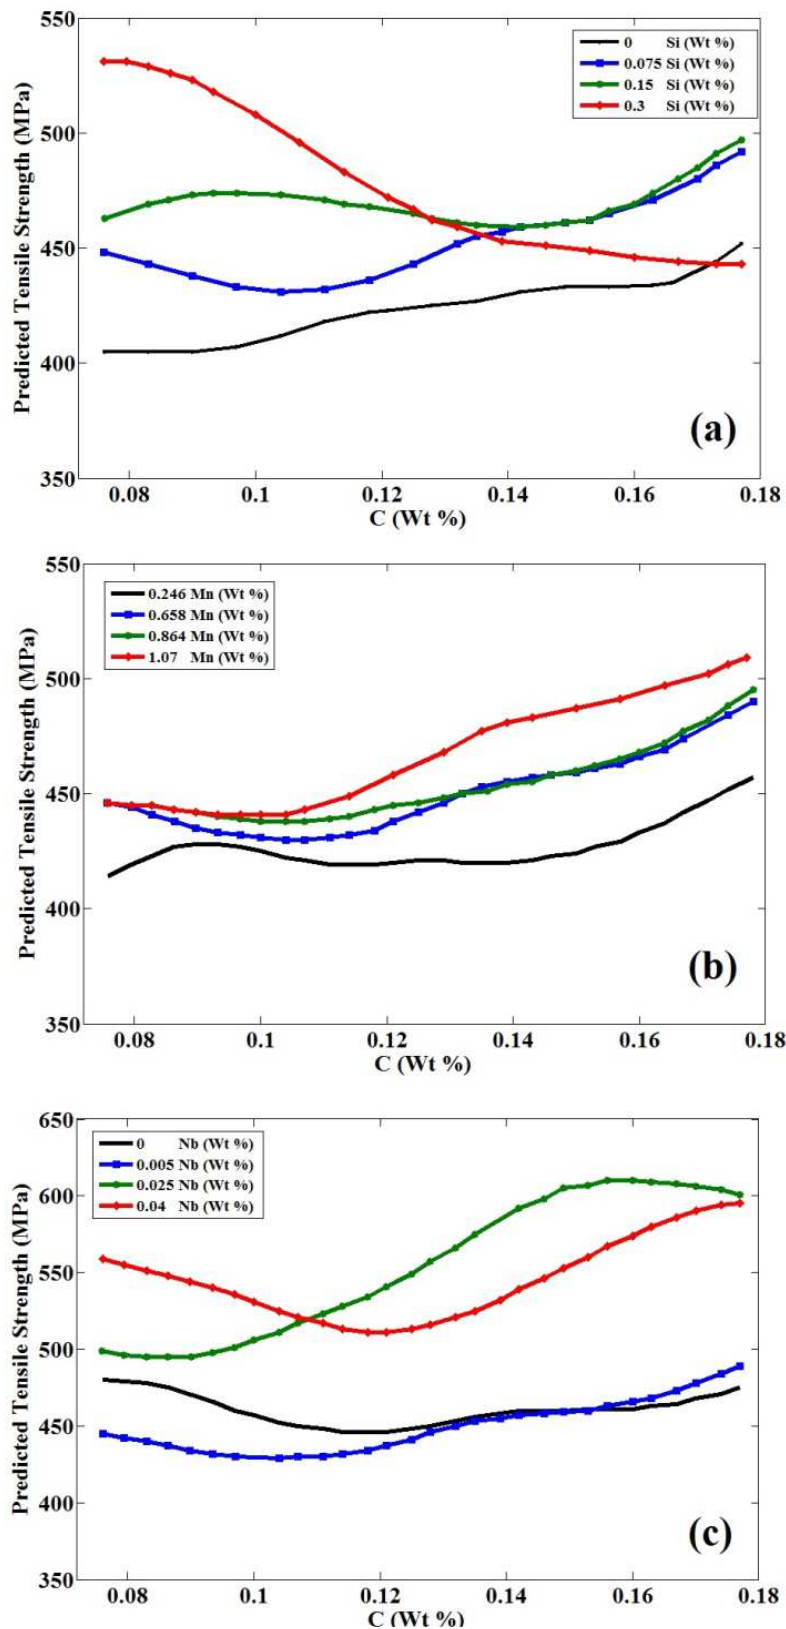 550
500
450
400
350
Predicted Tensile Strength (MPa)
0 Si (Wt %)
0.075 Si (Wt %)
0.15 Si (Wt %)
0.3 Si (Wt %)
(a)
0.08 0.1 0.12 0.14 0.16 0.18
C (Wt %)
550
500
450
400
350
Predicted Tensile Strength (MPa)
0.246 Mn (Wt %)
0.658 Mn (Wt %)
0.864 Mn (Wt %)
1.07 Mn (Wt %)
(b)
0.08 0.1 0.12 0.14 0.16 0.18
C (Wt %)
650
600
550
500
450
400
350
Predicted Tensile Strength (MPa)
0 Nb (Wt %)
0.005 Nb (Wt %)
0.025 Nb (Wt %)
0.04 Nb (Wt %)
(c)
0.08 0.1 0.12 0.14 0.16 0.18
C (Wt %)